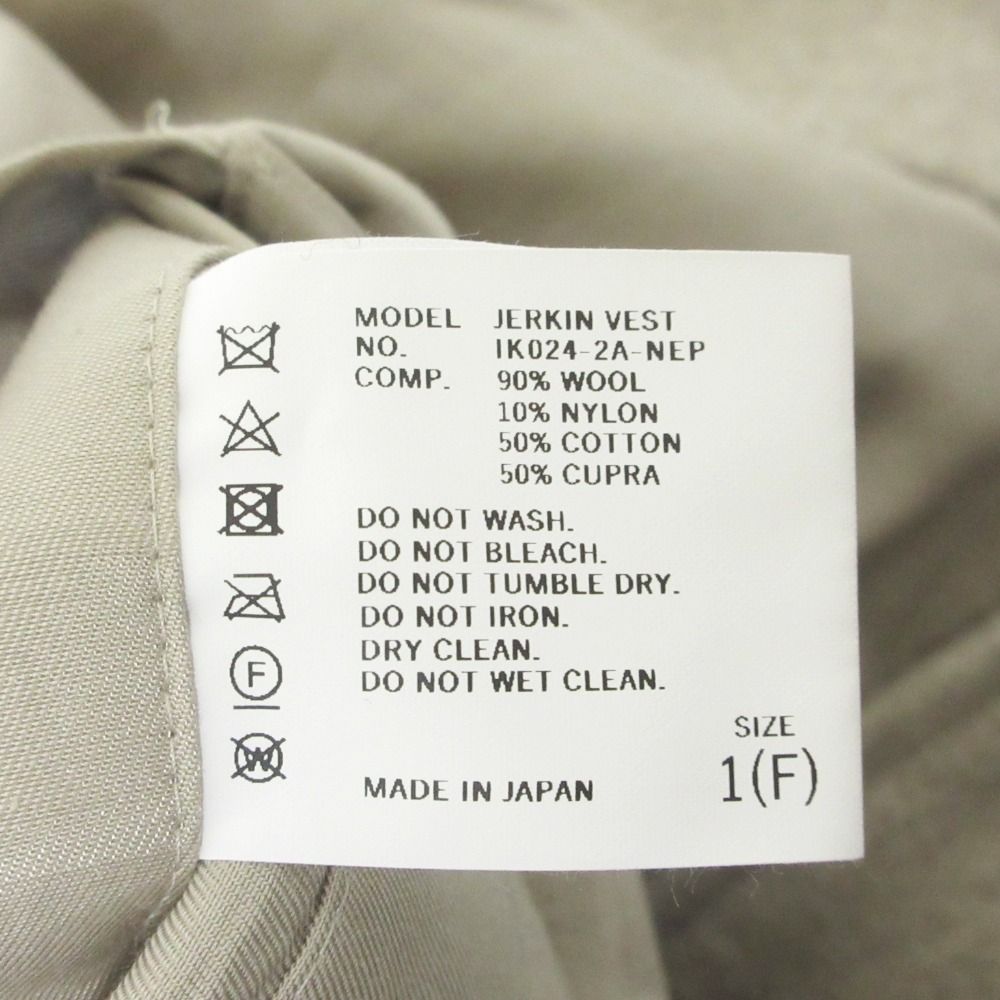 MODEL JERKIN VEST
NO. IK024-2A-NEP
COMP. 90% WOOL
10% NYLON
50% COTTON
50% CUPRA
DO NOT WASH.
DO NOT BLEACH.
DO NOT TUMBLE DRY.
DO NOT IRON.
DRY CLEAN.
DO NOT WET CLEAN.
F
W
SIZE
1(F)
MADE IN JAPAN